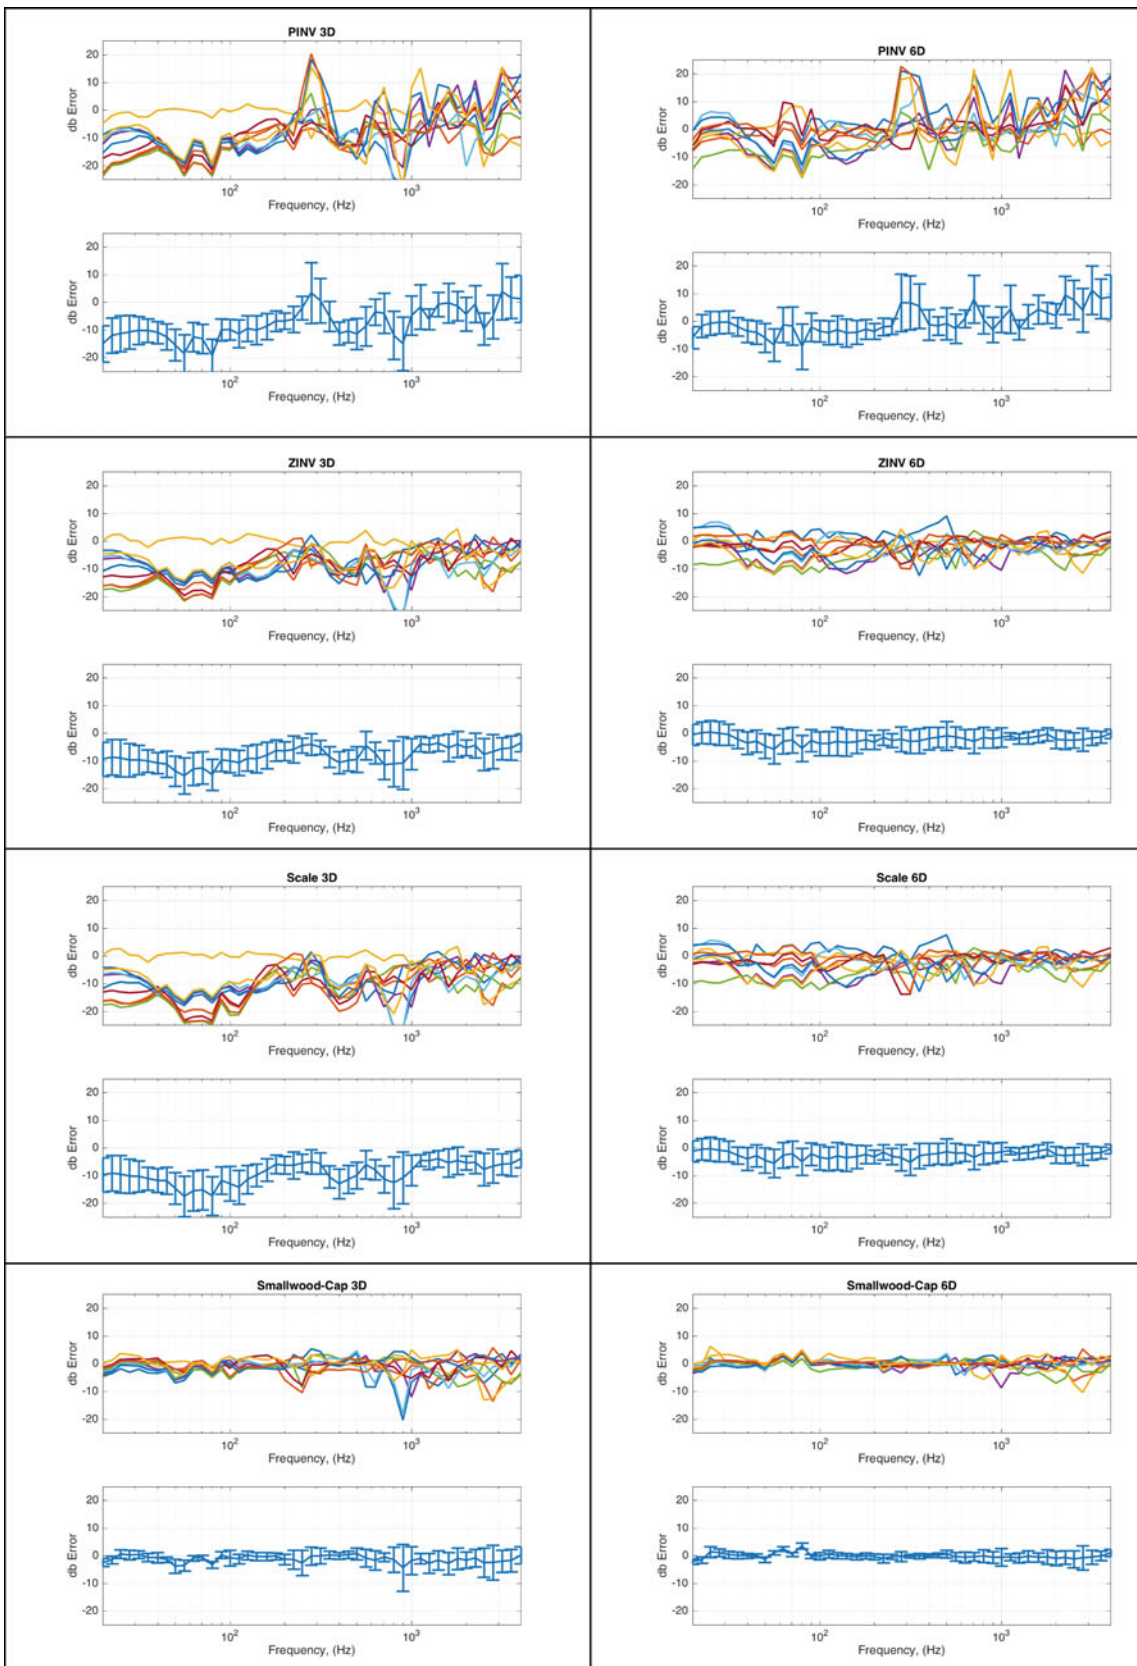 PINV 3D
20
10
0
-10
-20
db Error
10²
10³
Frequency, (Hz)
20
10
0
-10
-20
db Error
10²
10³
Frequency, (Hz)
PINV 6D
20
10
0
-10
-20
db Error
10²
10³
Frequency, (Hz)
20
10
0
-10
-20
db Error
10²
10³
Frequency, (Hz)
ZINV 3D
20
10
0
-10
-20
db Error
10²
10³
Frequency, (Hz)
20
10
0
-10
-20
db Error
10²
10³
Frequency, (Hz)
ZINV 6D
20
10
0
-10
-20
db Error
10²
10³
Frequency, (Hz)
20
10
0
-10
-20
db Error
10²
10³
Frequency, (Hz)
Scale 3D
20
10
0
-10
-20
db Error
10²
10³
Frequency, (Hz)
20
10
0
-10
-20
db Error
10²
10³
Frequency, (Hz)
Scale 6D
20
10
0
-10
-20
db Error
10²
10³
Frequency, (Hz)
20
10
0
-10
-20
db Error
10²
10³
Frequency, (Hz)
Smallwood-Cap 3D
20
10
0
-10
-20
db Error
10²
10³
Frequency, (Hz)
20
10
0
-10
-20
db Error
10²
10³
Frequency, (Hz)
Smallwood-Cap 6D
20
10
0
-10
-20
db Error
10²
10³
Frequency, (Hz)
20
10
0
-10
-20
db Error
10²
10³
Frequency, (Hz)